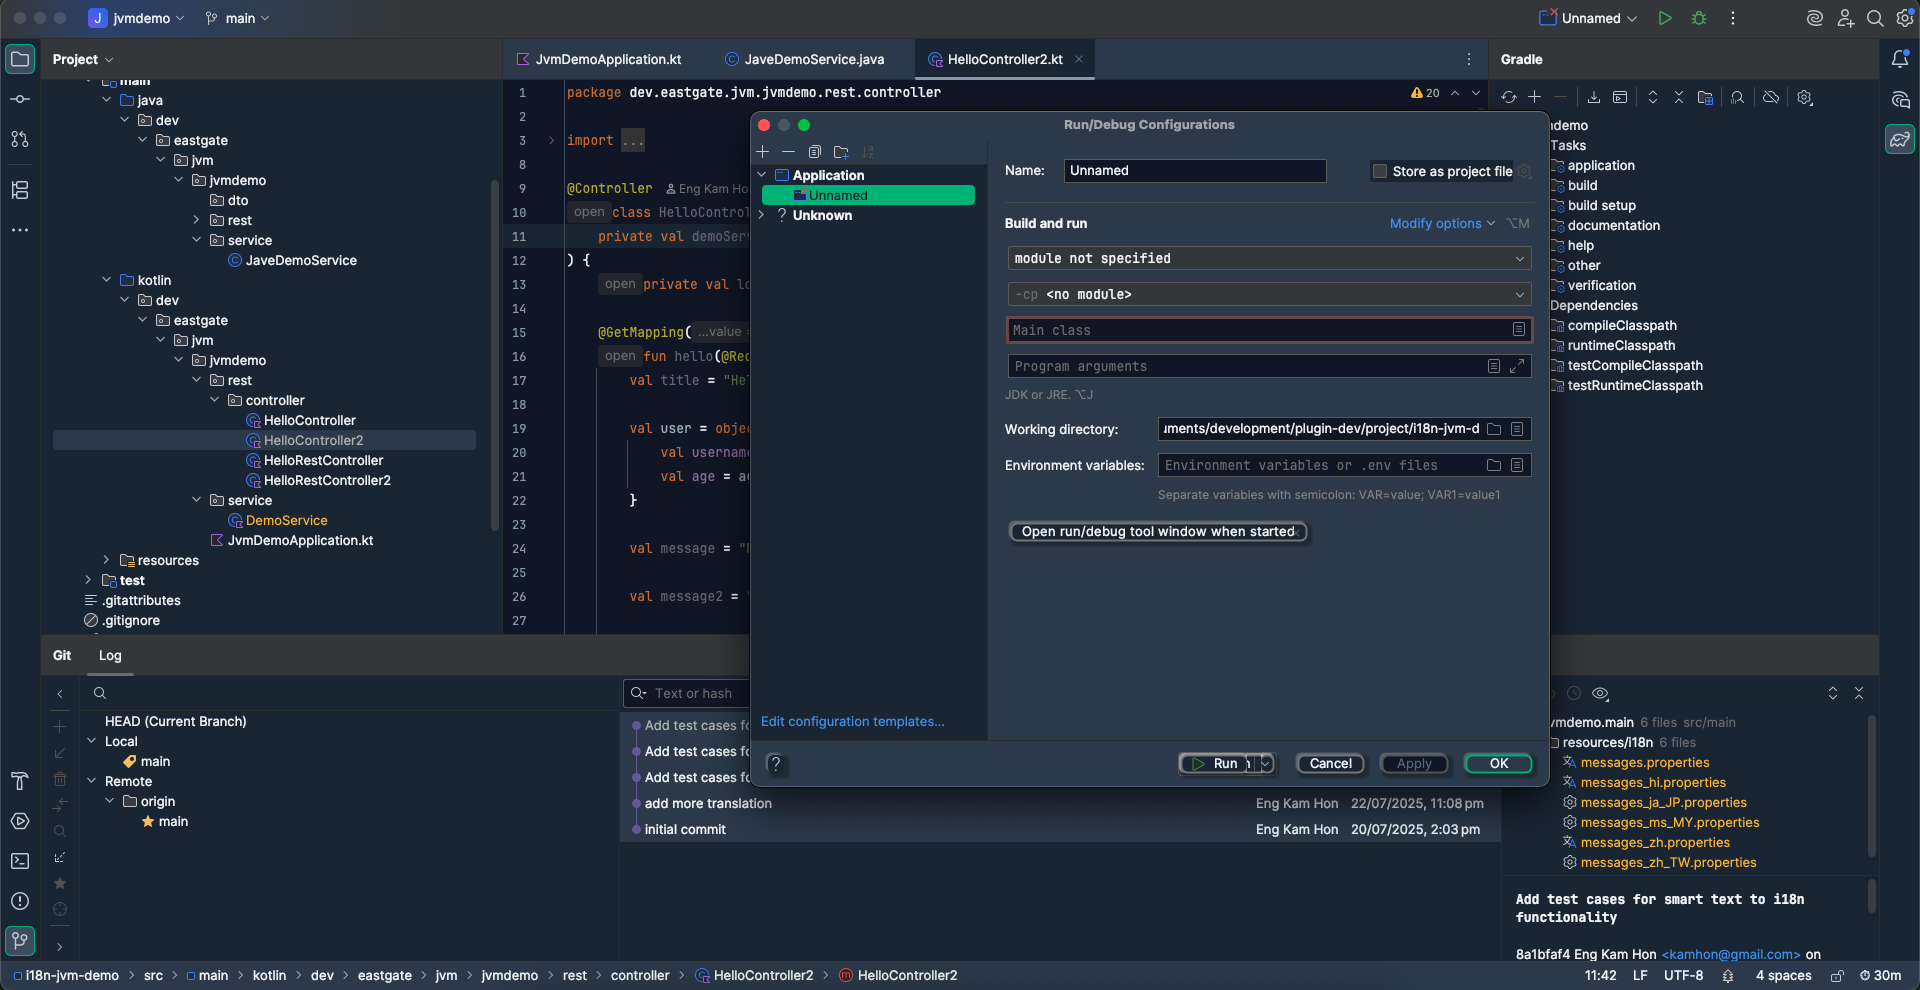 J jvmdemo main Unnamed
Project
JvmDemoApplication.kt JaveDemoService.java HelloController2.kt
Gradle
main
java
dev
eastgate
jvm
jvmdemo
dto
rest
service
JaveDemoService
kotlin
dev
eastgate
jvm
jvmdemo
rest
controller
HelloController
HelloController2
HelloRestController
HelloRestController2
service
DemoService
JvmDemoApplication.kt
resources
test
.gitattributes
.gitignore
1 package dev.eastgate.jvm.jvmdemo.rest.controller
20
2
3 import ...
8
9 @Controller Eng Kam Ho
10 open class HelloControl
11 private val demoSer
12 ) {
13 open private val lo
14
15 @GetMapping( ...value =
16 open fun hello(@Req
17 val title = "Hel
18
19 val user = objec
20 val username
21 val age = ag
22 }
23
24 val message = "
25
26 val message2 =
27
Run/Debug Configurations
Application
Unnamed
? Unknown
Edit configuration templates...
Name: Unnamed Store as project file
Build and run Modify options ⌥M
module not specified
-cp <no module>
Main class
Program arguments
JDK or JRE. ⌥J
Working directory: uments/development/plugin-dev/project/i18n-jvm-d
Environment variables: Environment variables or .env files
Separate variables with semicolon: VAR=value; VAR1=value1
Open run/debug tool window when started
? Run Cancel Apply OK
demo
Tasks
application
build
build setup
documentation
help
other
verification
Dependencies
compileClasspath
runtimeClasspath
testCompileClasspath
testRuntimeClasspath
Git Log
HEAD (Current Branch)
Local
main
Remote
origin
main
Text or hash
Add test cases fo
Add test cases fo
Add test cases fo
add more translation Eng Kam Hon 22/07/2025, 11:08 pm
initial commit Eng Kam Hon 20/07/2025, 2:03 pm
vmdemo.main 6 files src/main
resources/i18n 6 files
messages.properties
messages_hi.properties
messages_ja_JP.properties
messages_ms_MY.properties
messages_zh.properties
messages_zh_TW.properties
Add test cases for smart text to i18n
functionality
8a1bfaf4 Eng Kam Hon <kamhon@gmail.com> on
i18n-jvm-demo src main kotlin dev eastgate jvm jvmdemo rest controller HelloController2 HelloController2
11:42 LF UTF-8 4 spaces 30m